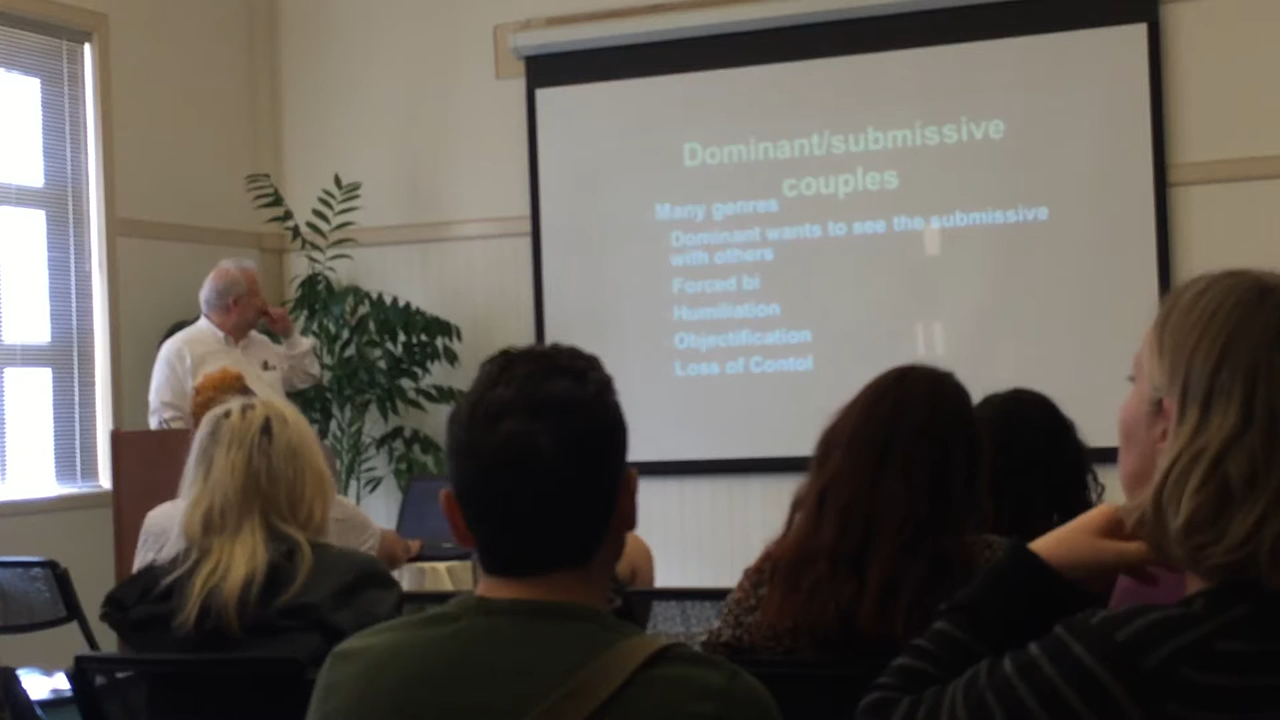 Dominant/submissive
couples
Many genres
Dominant wants to see the submissive
with others
Forced bi
Humiliation
Objectification
Loss of Contol